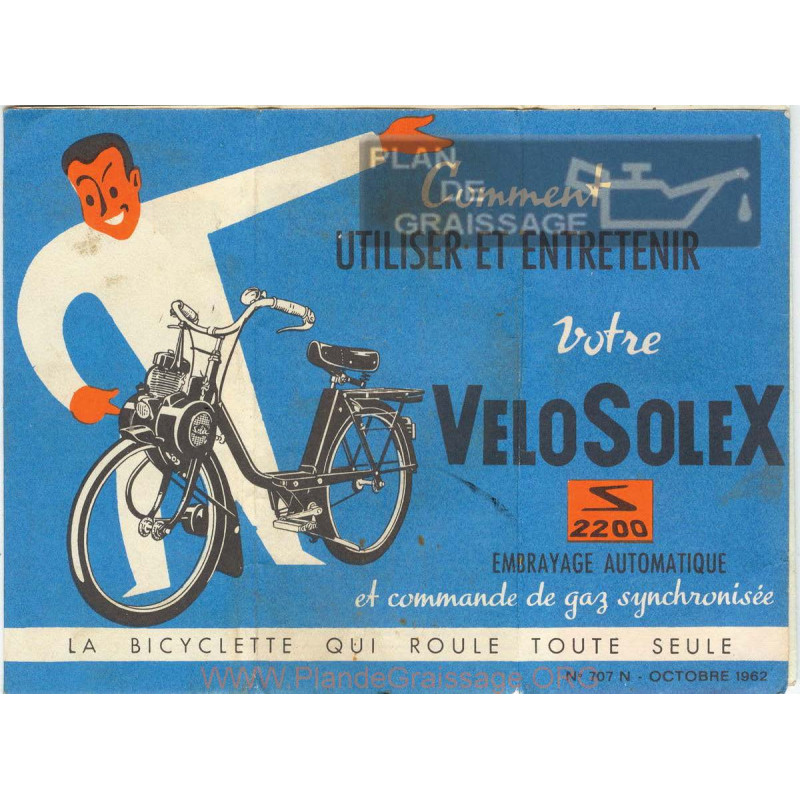 PLAN
DE
GRAISSAGE
Comment
UTILISER ET ENTRETENIR
votre
VELOSOLEX
S
2200
EMBRAYAGE AUTOMATIQUE
et commande de gaz synchronisée
LA BICYCLETTE QUI ROULE TOUTE SEULE
WWW.PlandeGraissage.ORG
N° 707 N - OCTOBRE 1962